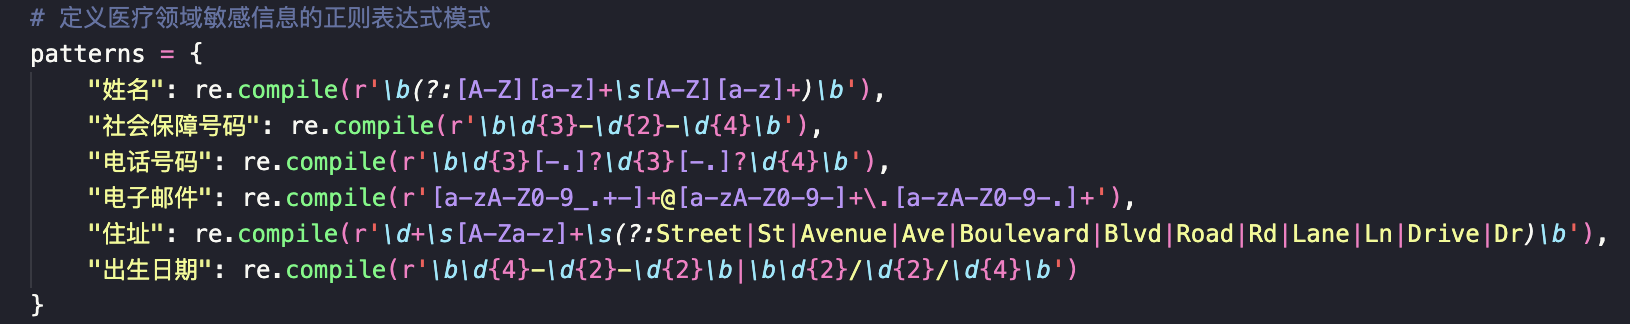 # 定义医疗领域敏感信息的正则表达式模式
patterns = {
    "姓名": re.compile(r'\b(?:[A-Z][a-z]+\s[A-Z][a-z]+)\b'),
    "社会保障号码": re.compile(r'\b\d{3}-\d{2}-\d{4}\b'),
    "电话号码": re.compile(r'\b\d{3}[-.]?\d{3}[-.]?\d{4}\b'),
    "电子邮件": re.compile(r'[a-zA-Z0-9_.+-]+@[a-zA-Z0-9-]+\.[a-zA-Z0-9-.]+'),
    "住址": re.compile(r'\d+\s[A-Za-z]+\s(?:Street|St|Avenue|Ave|Boulevard|Blvd|Road|Rd|Lane|Ln|Drive|Dr)\b'),
    "出生日期": re.compile(r'\b\d{4}-\d{2}-\d{2}\b|\b\d{2}/\d{2}/\d{4}\b')
}